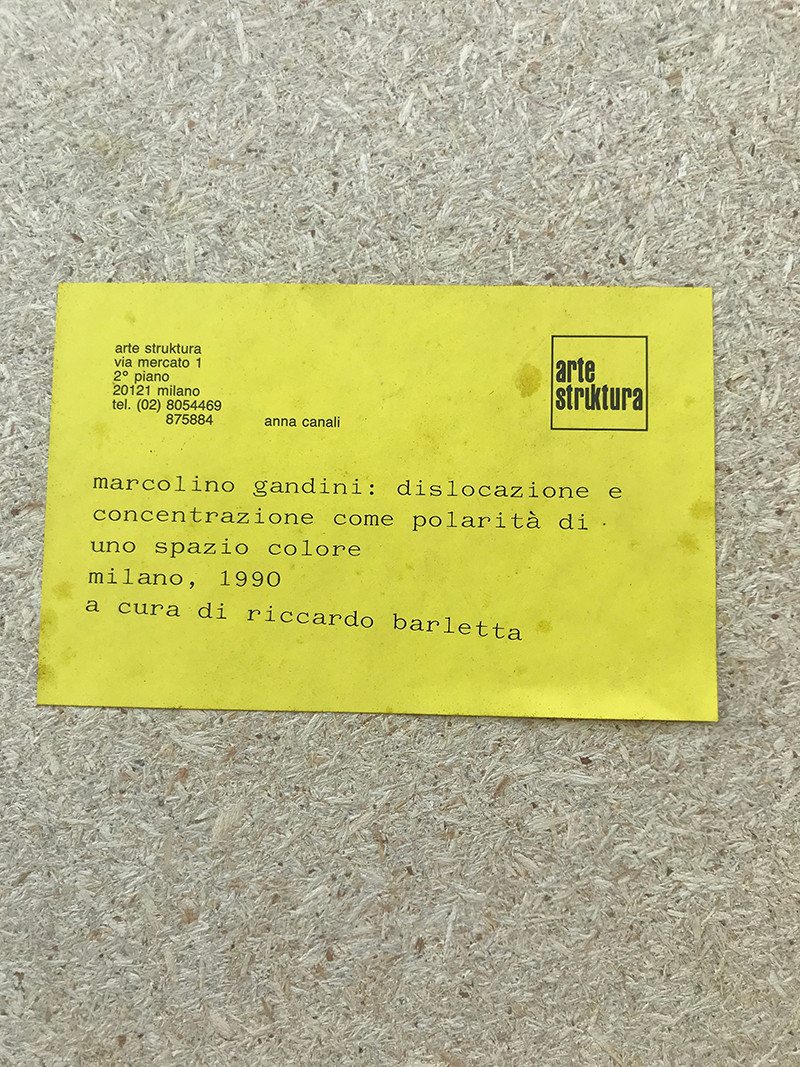 arte struktura
via mercato 1
2° piano
20121 milano
tel. (02) 8054469
875884
anna canali
arte
struktura
marcolino gandini: dislocazione e
concentrazione come polarità di
uno spazio colore
milano, 1990
a cura di riccardo barletta